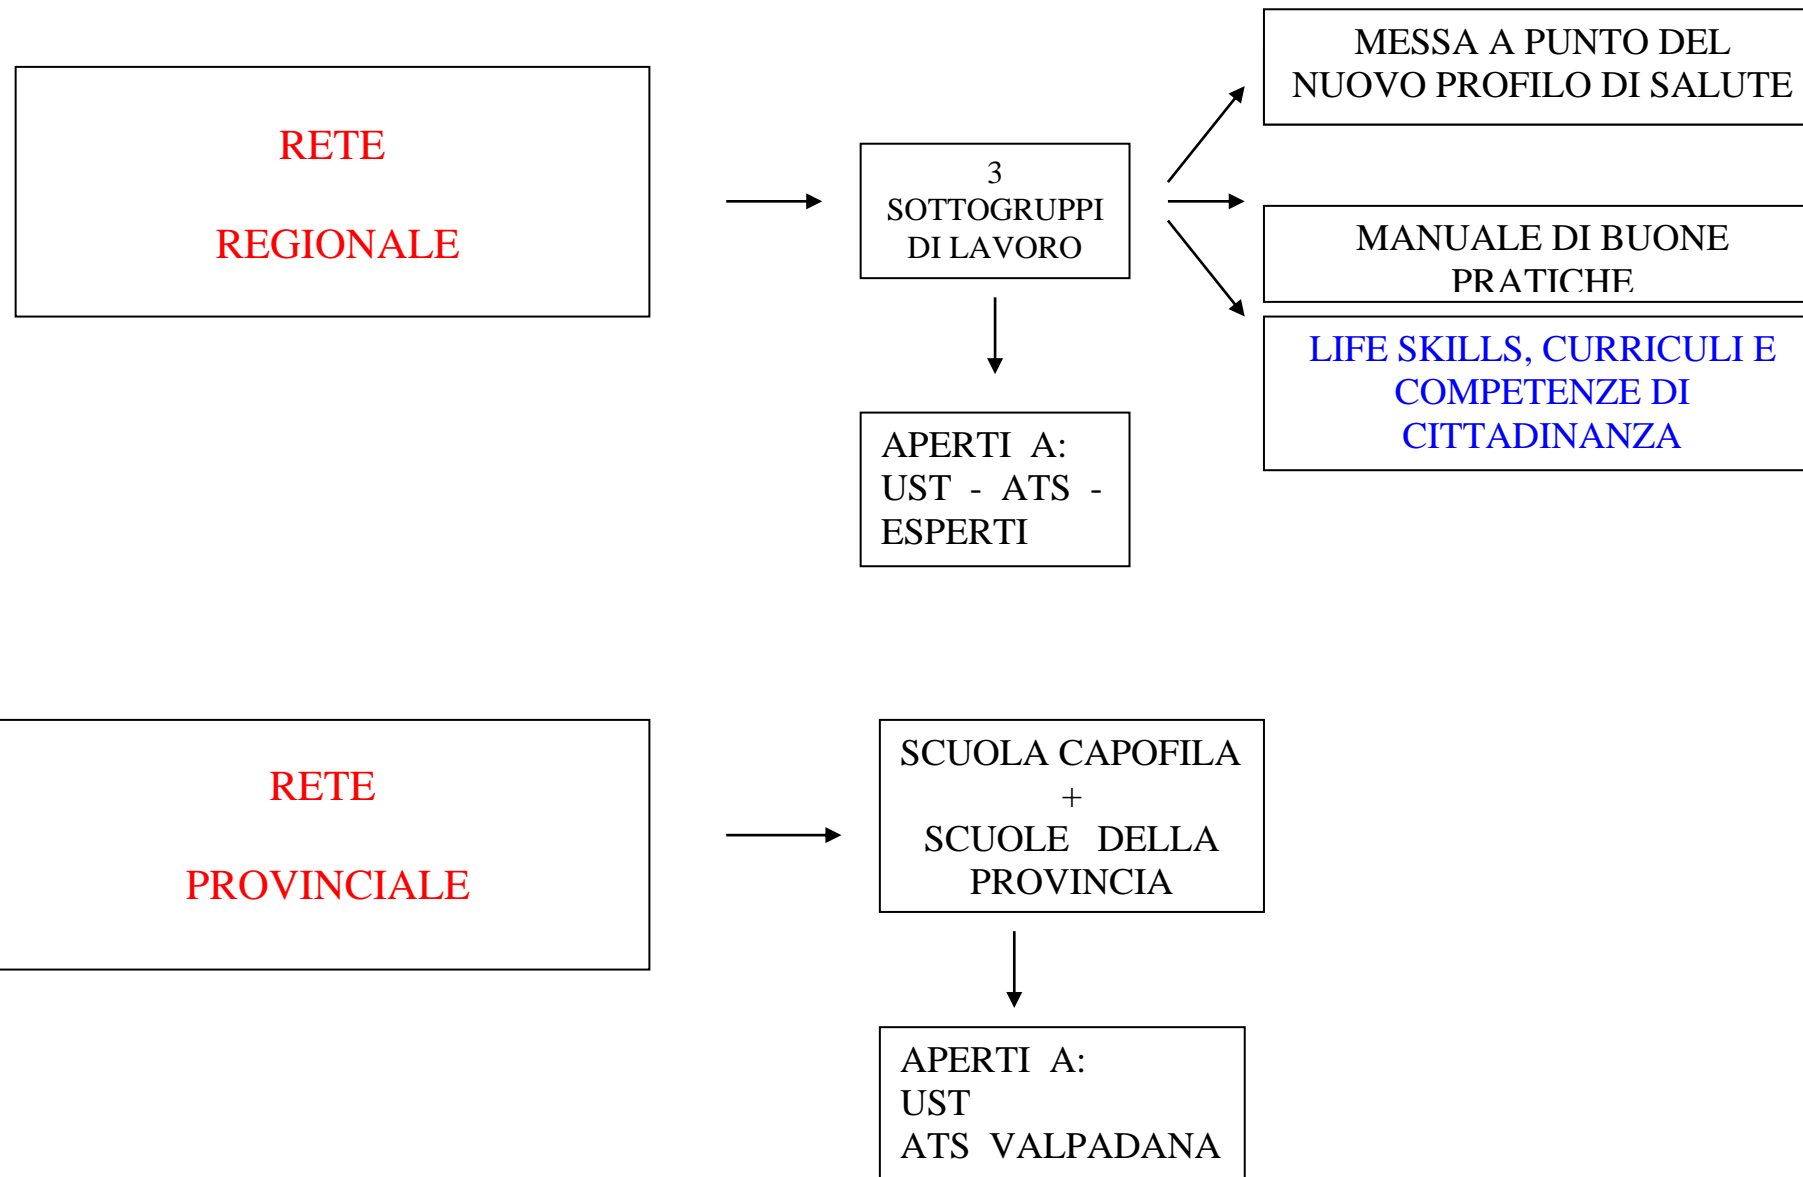 RETE
REGIONALE
3
SOTTOGRUPPI
DI LAVORO
MESSA A PUNTO DEL
NUOVO PROFILO DI SALUTE
MANUALE DI BUONE
PRATICHE
LIFE SKILLS, CURRICULI E
COMPETENZE DI
CITTADINANZA
APERTI A:
UST - ATS -
ESPERTI
RETE
PROVINCIALE
SCUOLA CAPOFILA
+
SCUOLE DELLA
PROVINCIA
APERTI A:
UST
ATS VALPADANA